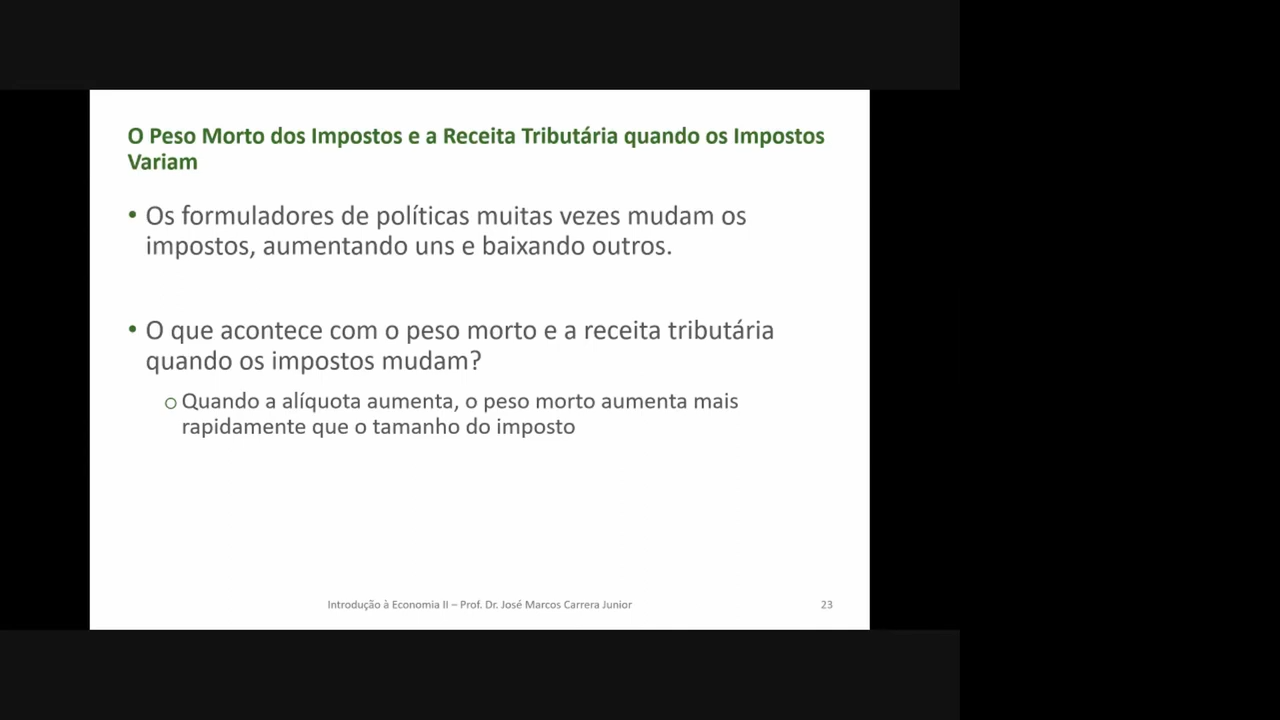 O Peso Morto dos Impostos e a Receita Tributária quando os Impostos
Variam
• Os formuladores de políticas muitas vezes mudam os
impostos, aumentando uns e baixando outros.
• O que acontece com o peso morto e a receita tributária
quando os impostos mudam?
o Quando a alíquota aumenta, o peso morto aumenta mais
rapidamente que o tamanho do imposto
Introdução à Economia II – Prof. Dr. José Marcos Carrera Junior
23